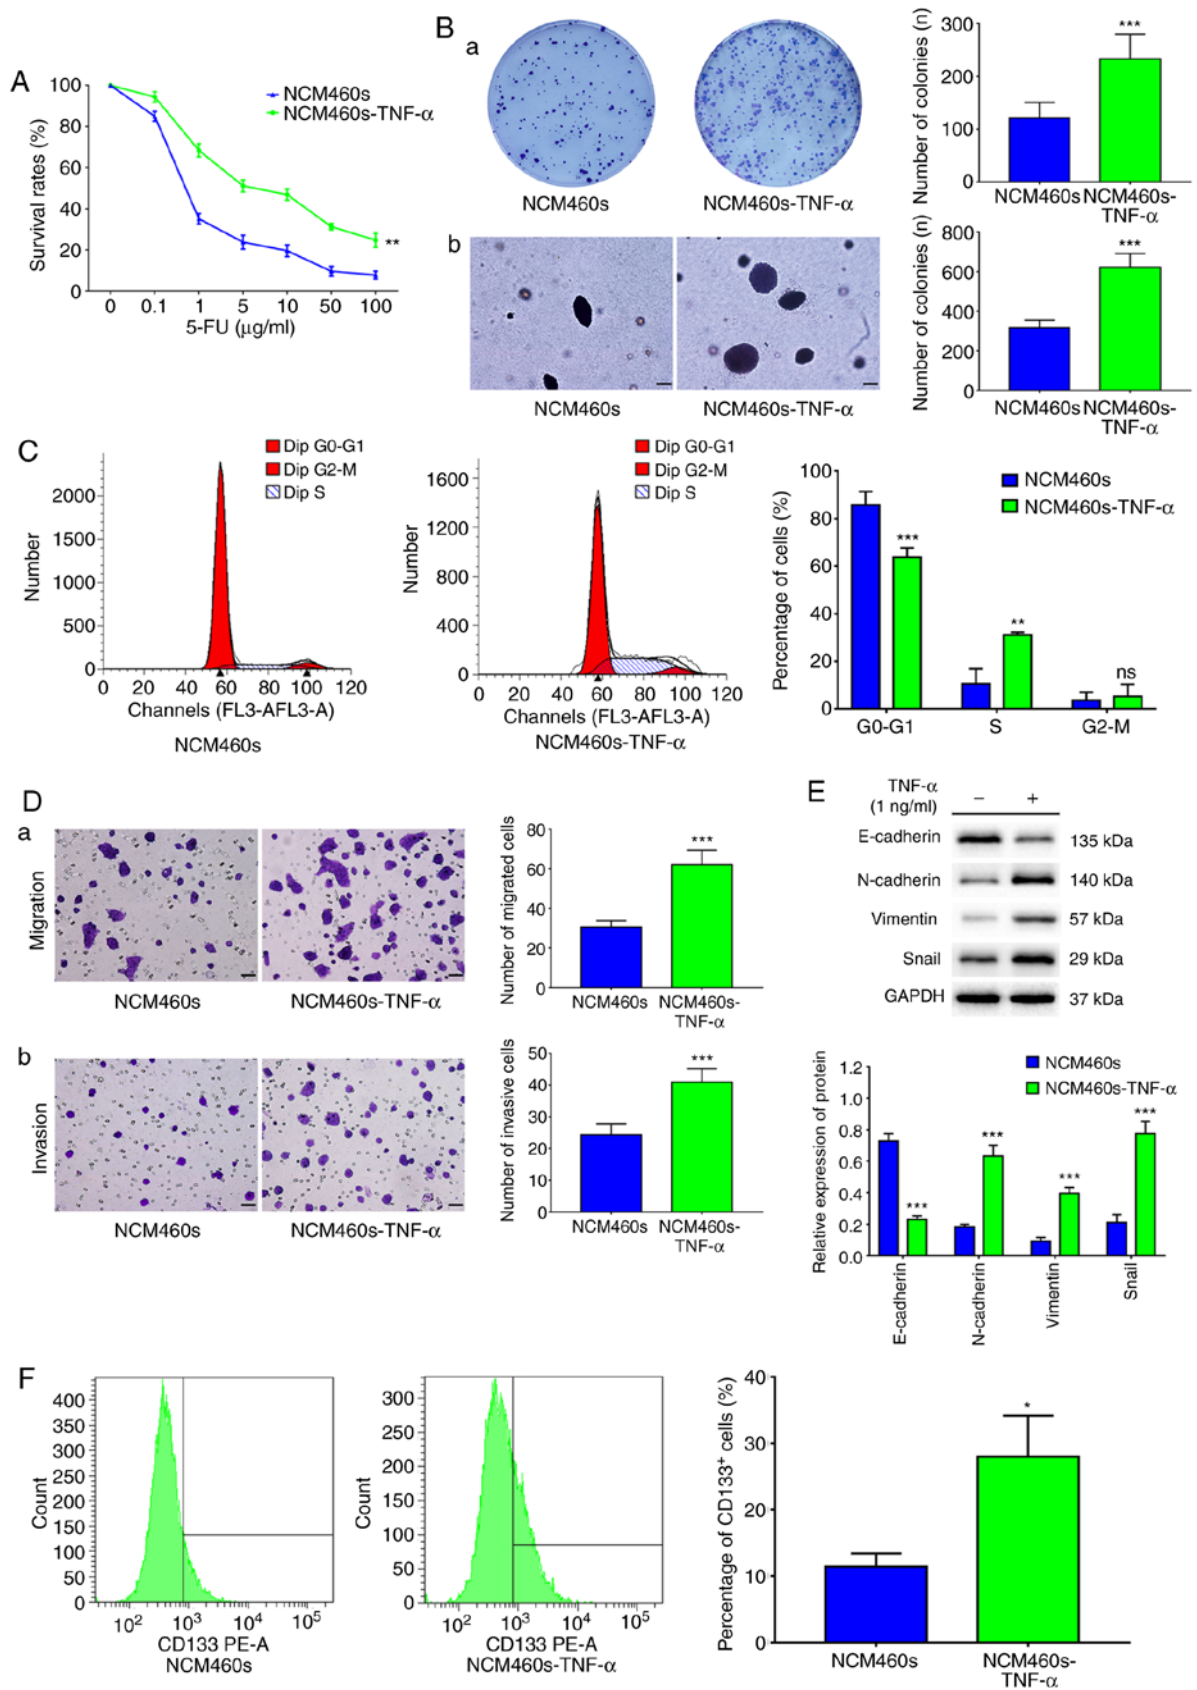 A
100
80
60
40
20
0
Survival rates (%)
NCM460s
NCM460s-TNF-α
**
0 0.1 1 5 10 50 100
5-FU (μg/ml)
B
a
NCM460s
NCM460s-TNF-α
300
200
100
0
Number of colonies (n)
***
NCM460s
NCM460s-
TNF-α
b
NCM460s
NCM460s-TNF-α
800
600
400
200
0
Number of colonies (n)
***
NCM460s
NCM460s-
TNF-α
C
Dip G0-G1
Dip G2-M
Dip S
2000
1500
1000
500
0
Number
0 20 40 60 80 100 120
Channels (FL3-AFL3-A)
NCM460s
Dip G0-G1
Dip G2-M
Dip S
1600
1200
800
400
0
Number
0 20 40 60 80 100 120
Channels (FL3-AFL3-A)
NCM460s-TNF-α
100
80
60
40
20
0
Percentage of cells (%)
NCM460s
NCM460s-TNF-α
***
**
ns
G0-G1 S G2-M
D
a
Migration
NCM460s
NCM460s-TNF-α
80
60
40
20
0
Number of migrated cells
***
NCM460s
NCM460s-
TNF-α
b
Invasion
NCM460s
NCM460s-TNF-α
50
40
30
20
10
0
Number of invasive cells
***
NCM460s
NCM460s-
TNF-α
E
TNF-α
(1 ng/ml)
− +
E-cadherin 135 kDa
N-cadherin 140 kDa
Vimentin 57 kDa
Snail 29 kDa
GAPDH 37 kDa
NCM460s
NCM460s-TNF-α
1.2
1.0
0.8
0.6
0.4
0.2
0.0
Relative expression of protein
***
***
***
***
E-cadherin
N-cadherin
Vimentin
Snail
F
400
350
300
250
200
150
100
50
0
Count
10² 10³ 10⁴ 10⁵
CD133 PE-A
NCM460s
300
250
200
150
100
50
0
Count
10² 10³ 10⁴ 10⁵
CD133 PE-A
NCM460s-TNF-α
40
30
20
10
0
Percentage of CD133⁺ cells (%)
*
NCM460s
NCM460s-
TNF-α